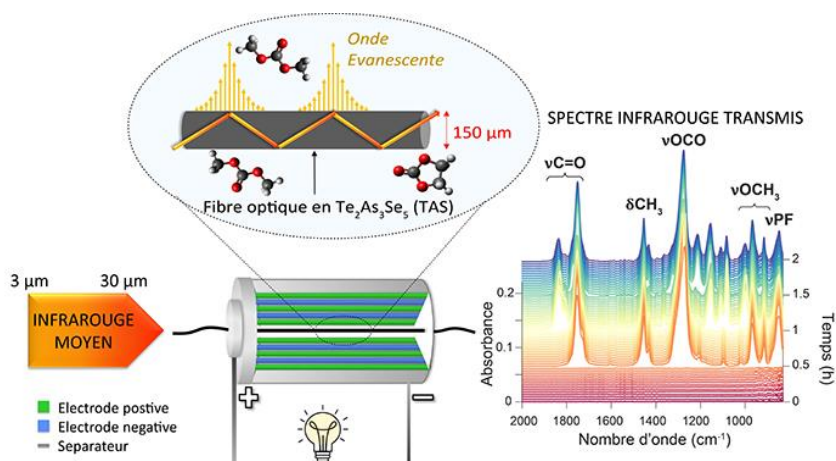 Onde
Evanescente
150 µm
Fibre optique en Te₂As₃Se₅ (TAS)
3 µm
30 µm
INFRAROUGE
MOYEN
Electrode postive
Electrode negative
Separateur
+
−
SPECTRE INFRAROUGE TRANSMIS
νC=O
δCH₃
νOCO
νOCH₃
νPF
Absorbance
0.2
0.1
0.0
2
1.5
1
0.5
0
Temps (h)
2000
1800
1600
1400
1200
1000
Nombre d'onde (cm⁻¹)